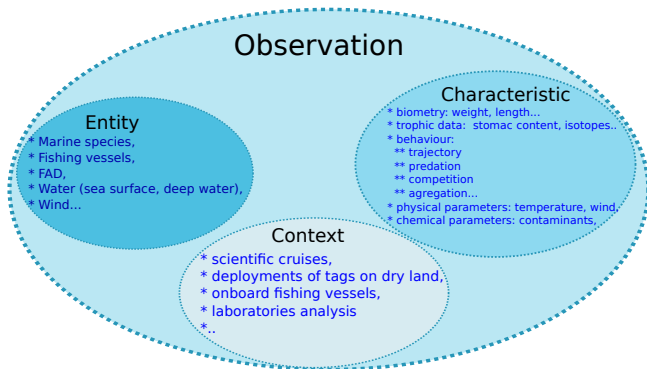 Observation
Entity
* Marine species,
* Fishing vessels,
* FAD,
* Water (sea surface, deep water),
* Wind...
Characteristic
* biometry: weight, length...
* trophic data:  stomac content, isotopes..
* behaviour:
** trajectory
** predation
** competition
** agregation...
* physical parameters: temperature, wind,
* chemical parameters: contaminants,
Context
* scientific cruises,
* deployments of tags on dry land,
* onboard fishing vessels,
* laboratories analysis
*..